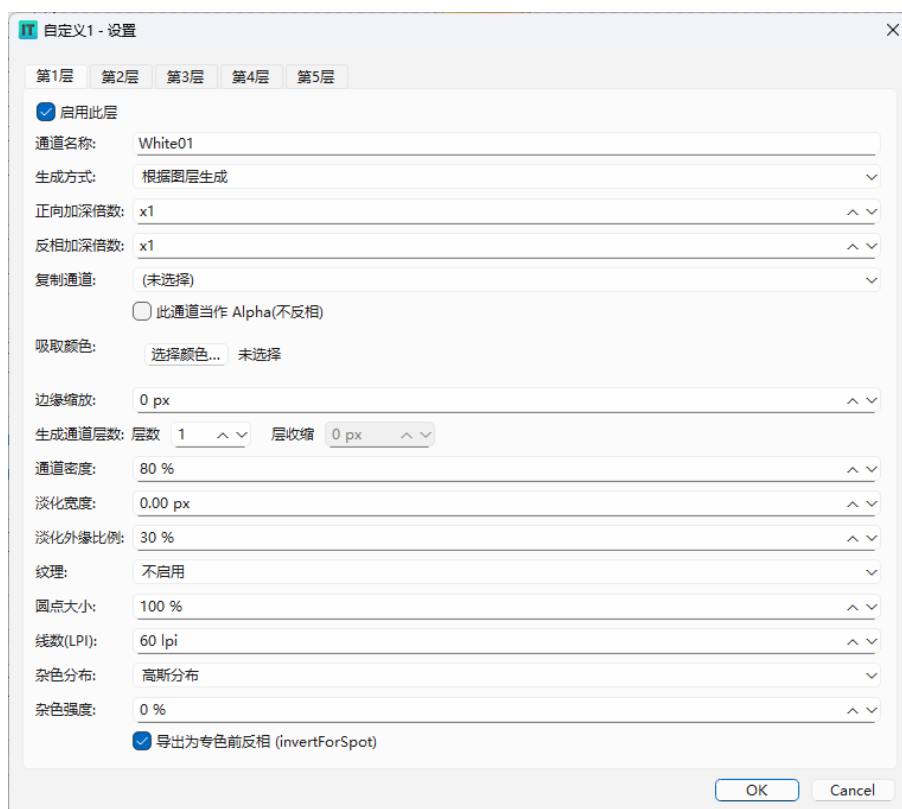 IT 自定义1 - 设置
第1层 第2层 第3层 第4层 第5层
启用此层
通道名称: White01
生成方式: 根据图层生成
正向加深倍数: x1
反相加深倍数: x1
复制通道: (未选择)
此通道当作 Alpha(不反相)
吸取颜色: 选择颜色... 未选择
边缘缩放: 0 px
生成通道层数: 层数 1 层收缩 0 px
通道密度: 80 %
淡化宽度: 0.00 px
淡化外缘比例: 30 %
纹理: 不启用
圆点大小: 100 %
线数(LPI): 60 lpi
杂色分布: 高斯分布
杂色强度: 0 %
导出为专色前反相 (invertForSpot)
OK Cancel